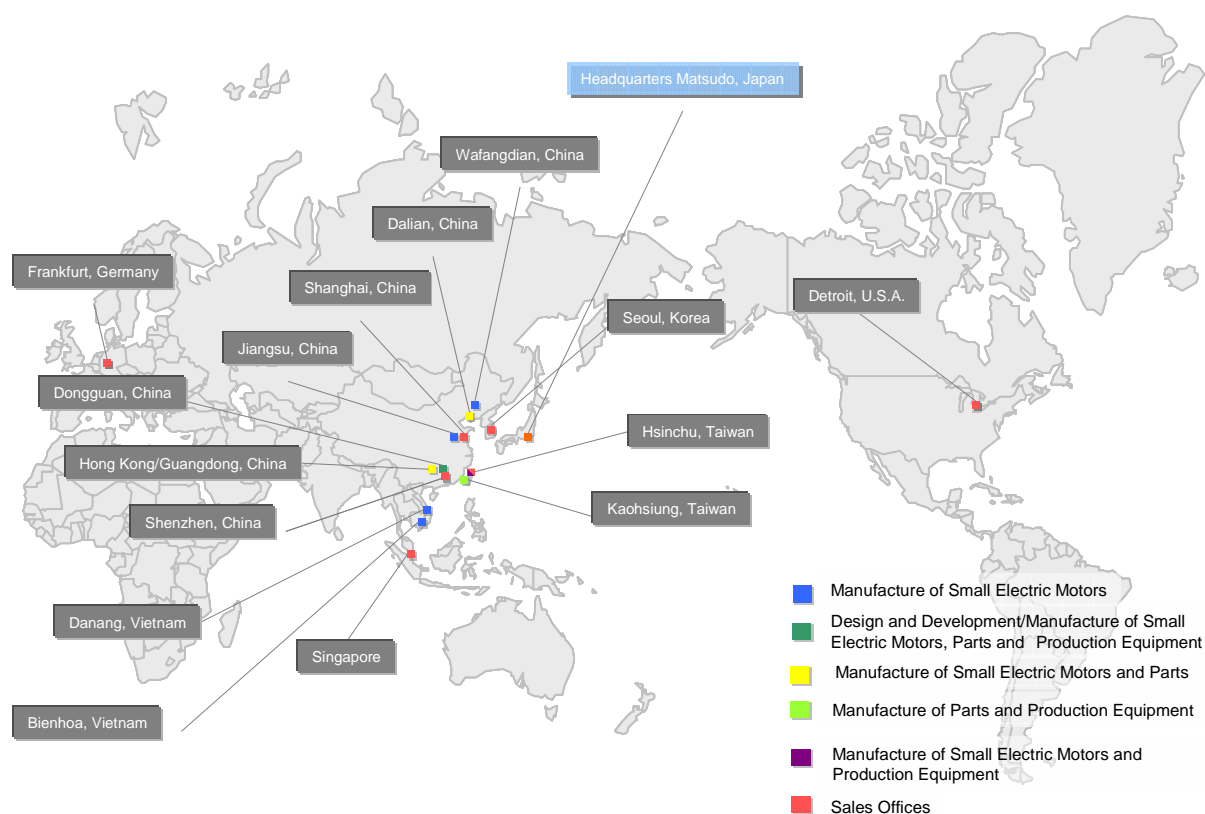 Headquarters Matsudo, Japan
Wafangdian, China
Dalian, China
Frankfurt, Germany
Shanghai, China
Detroit, U.S.A.
Seoul, Korea
Jiangsu, China
Dongguan, China
Hsinchu, Taiwan
Hong Kong/Guangdong, China
Kaohsiung, Taiwan
Shenzhen, China
Danang, Vietnam
Singapore
Bienhoa, Vietnam
Manufacture of Small Electric Motors
Design and Development/Manufacture of Small
Electric Motors, Parts and Production Equipment
Manufacture of Small Electric Motors and Parts
Manufacture of Parts and Production Equipment
Manufacture of Small Electric Motors and
Production Equipment
Sales Offices